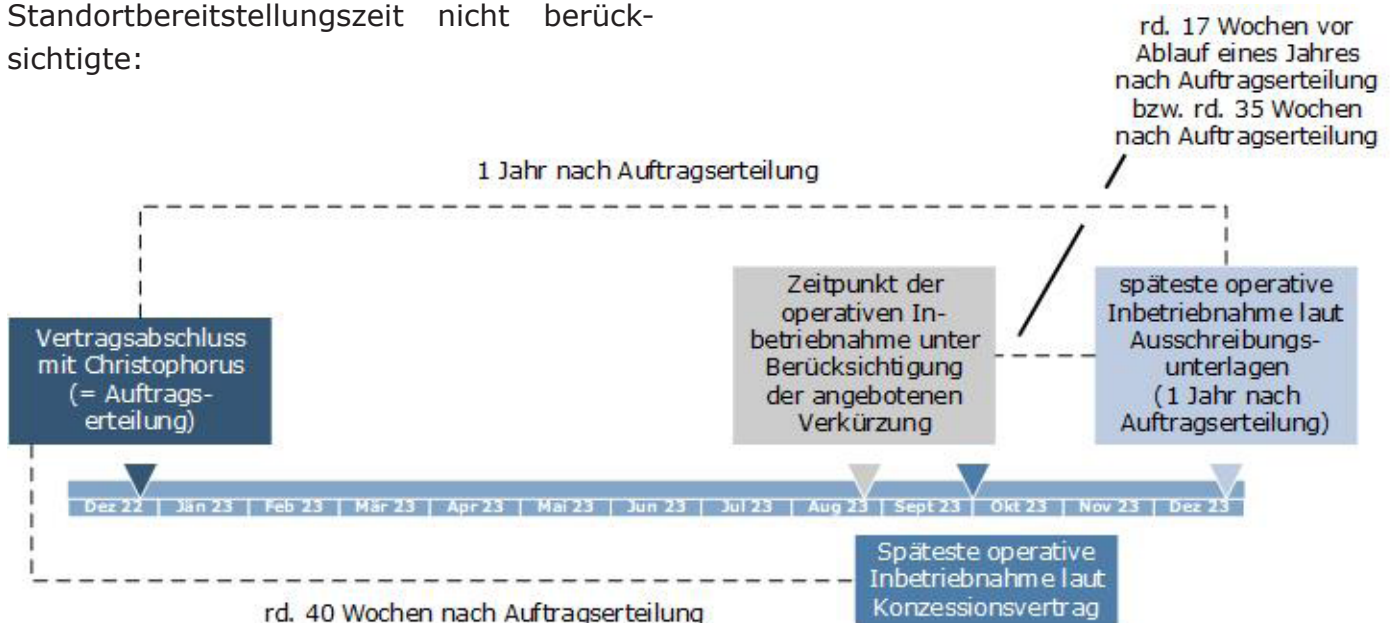 Standortbereitstellungszeit nicht berück-
sichtigte:
rd. 17 Wochen vor
Ablauf eines Jahres
nach Auftragserteilung
bzw. rd. 35 Wochen
nach Auftragserteilung
1 Jahr nach Auftragserteilung
Vertragsabschluss
mit Christophorus
(= Auftrags-
erteilung)
Zeitpunkt der
operativen In-
betriebnahme unter
Berücksichtigung
der angebotenen
Verkürzung
späteste operative
Inbetriebnahme laut
Ausschreibungs-
unterlagen
(1 Jahr nach
Auftragserteilung)
Dez 22 | Jän 23 | Feb 23 | Mär 23 | Apr 23 | Mai 23 | Jun 23 | Jul 23 | Aug 23 | Sept 23 | Okt 23 | Nov 23 | Dez 23
Späteste operative
Inbetriebnahme laut
Konzessionsvertrag
rd. 40 Wochen nach Auftragserteilung